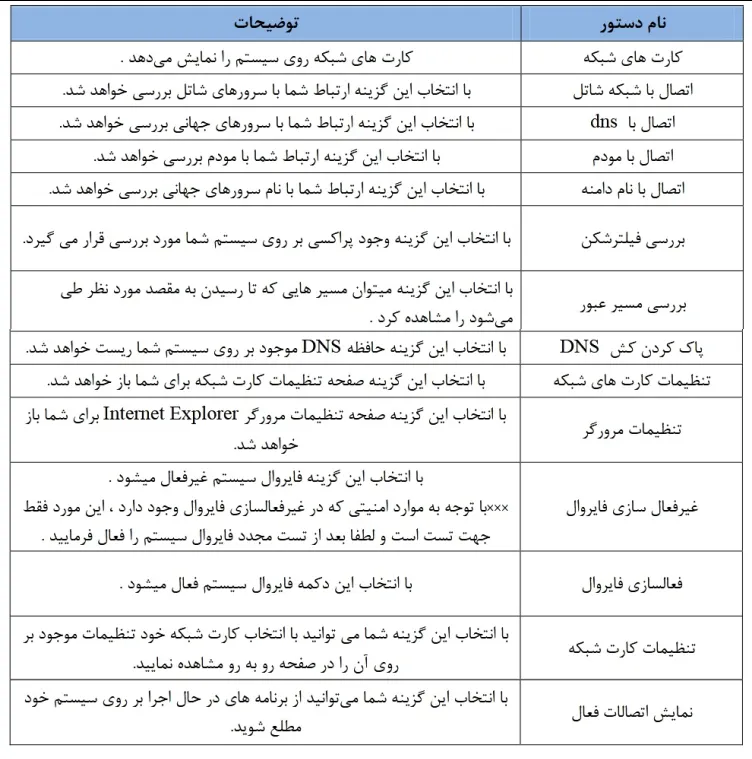 نام دستور	توضیحات
کارت های شبکه	کارت های شبکه روی سیستم را نمایش می‌دهد .
اتصال با شبکه شاتل	با انتخاب این گزینه ارتباط شما با سرورهای شاتل بررسی خواهد شد.
اتصال با dns	با انتخاب این گزینه ارتباط شما با سرورهای جهانی بررسی خواهد شد.
اتصال با مودم	با انتخاب این گزینه ارتباط شما با مودم بررسی خواهد شد.
اتصال با نام دامنه	با انتخاب این گزینه ارتباط شما با نام سرورهای جهانی بررسی خواهد شد.
بررسی فیلترشکن	با انتخاب این گزینه وجود پراکسی بر روی سیستم شما مورد بررسی قرار می گیرد.
بررسی مسیر عبور	با انتخاب این گزینه میتوان مسیر هایی که تا رسیدن به مقصد مورد نظر طی
می‌شود را مشاهده کرد .
پاک کردن کش DNS	با انتخاب این گزینه حافظه DNS موجود بر روی سیستم شما ریست خواهد شد.
تنظیمات کارت های شبکه	با انتخاب این گزینه صفحه تنظیمات کارت شبکه برای شما باز خواهد شد.
تنظیمات مرورگر	با انتخاب این گزینه صفحه تنظیمات مرورگر Internet Explorer برای شما باز
خواهد شد.
غیرفعال سازی فایروال	با انتخاب این گزینه فایروال سیستم غیرفعال میشود .
×××با توجه به موارد امنیتی که در غیرفعالسازی فایروال وجود دارد ، این مورد فقط
جهت تست است و لطفا بعد از تست مجدد فایروال سیستم را فعال فرمایید .
فعالسازی فایروال	با انتخاب این دکمه فایروال سیستم فعال میشود .
تنظیمات کارت شبکه	با انتخاب این گزینه شما می توانید با انتخاب کارت شبکه خود تنظیمات موجود بر
روی آن را در صفحه رو به رو مشاهده نمایید.
نمایش اتصالات فعال	با انتخاب این گزینه شما می‌توانید از برنامه های در حال اجرا بر روی سیستم خود
مطلع شوید.